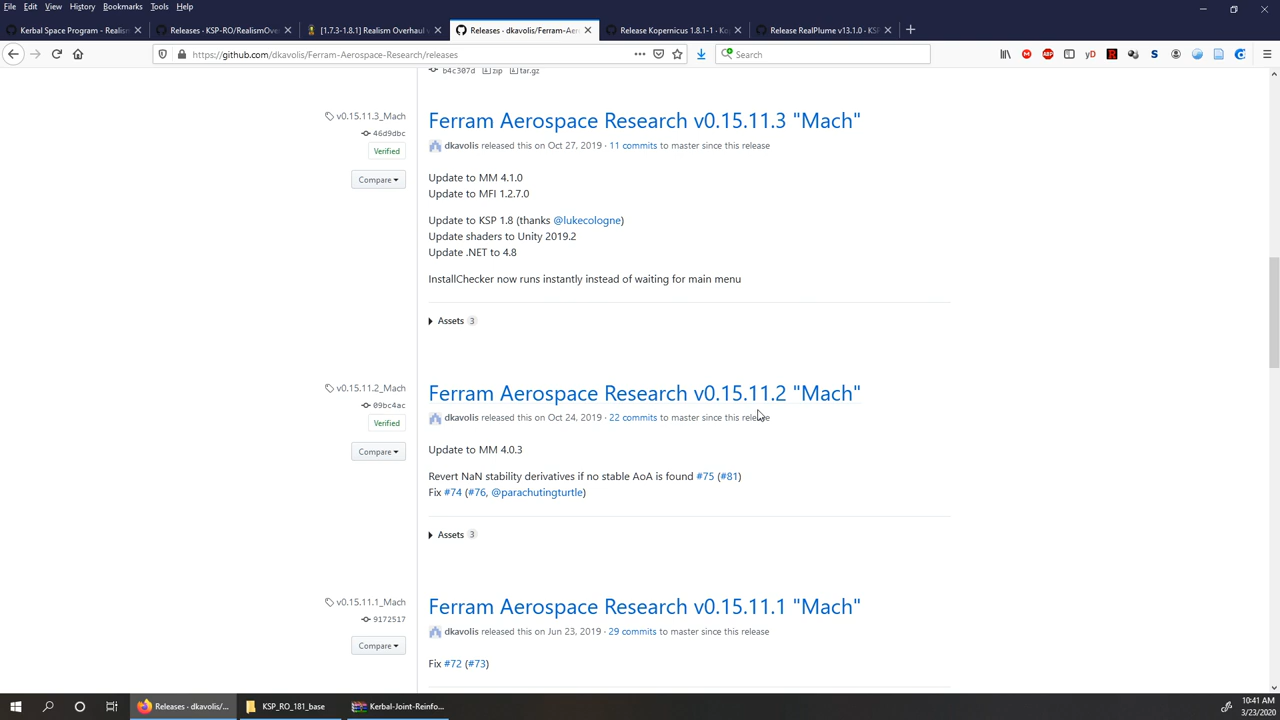 File Edit View History Bookmarks Tools Help
Kerbal Space Program - Realism
Releases · KSP-RO/RealismOver
[1.7.3-1.8.1] Realism Overhaul v
Releases · dkavolis/Ferram-Aer
Release Kopernicus 1.8.1-1 · Kop
Release RealPlume v13.1.0 · KSP
https://github.com/dkavolis/Ferram-Aerospace-Research/releases
Search
b4c307d zip tar.gz
v0.15.11.3_Mach
46d9dbc
Verified
Compare
Ferram Aerospace Research v0.15.11.3 "Mach"
dkavolis released this on Oct 27, 2019 · 11 commits to master since this release
Update to MM 4.1.0
Update to MFI 1.2.7.0
Update to KSP 1.8 (thanks @lukecologne)
Update shaders to Unity 2019.2
Update .NET to 4.8
InstallChecker now runs instantly instead of waiting for main menu
Assets 3
v0.15.11.2_Mach
09bc4ac
Verified
Compare
Ferram Aerospace Research v0.15.11.2 "Mach"
dkavolis released this on Oct 24, 2019 · 22 commits to master since this release
Update to MM 4.0.3
Revert NaN stability derivatives if no stable AoA is found #75 (#81)
Fix #74 (#76, @parachutingturtle)
Assets 3
v0.15.11.1_Mach
9172517
Compare
Ferram Aerospace Research v0.15.11.1 "Mach"
dkavolis released this on Jun 23, 2019 · 29 commits to master since this release
Fix #72 (#73)
Releases · dkavolis/...
KSP_RO_181_base
Kerbal-Joint-Reinfo...
10:41 AM
3/23/2020